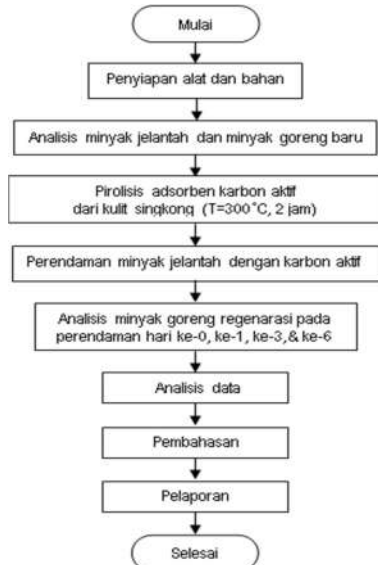 Mulai
Penyiapan alat dan bahan
Analisis minyak jelantah dan minyak goreng baru
Pirolisis adsorben karbon aktif
dari kulit singkong (T=300˚C, 2 jam)
Perendaman minyak jelantah dengan karbon aktif
Analisis minyak goreng regenarasi pada
perendaman hari ke-0, ke-1, ke-3,& ke-6
Analisis data
Pembahasan
Pelaporan
Selesai